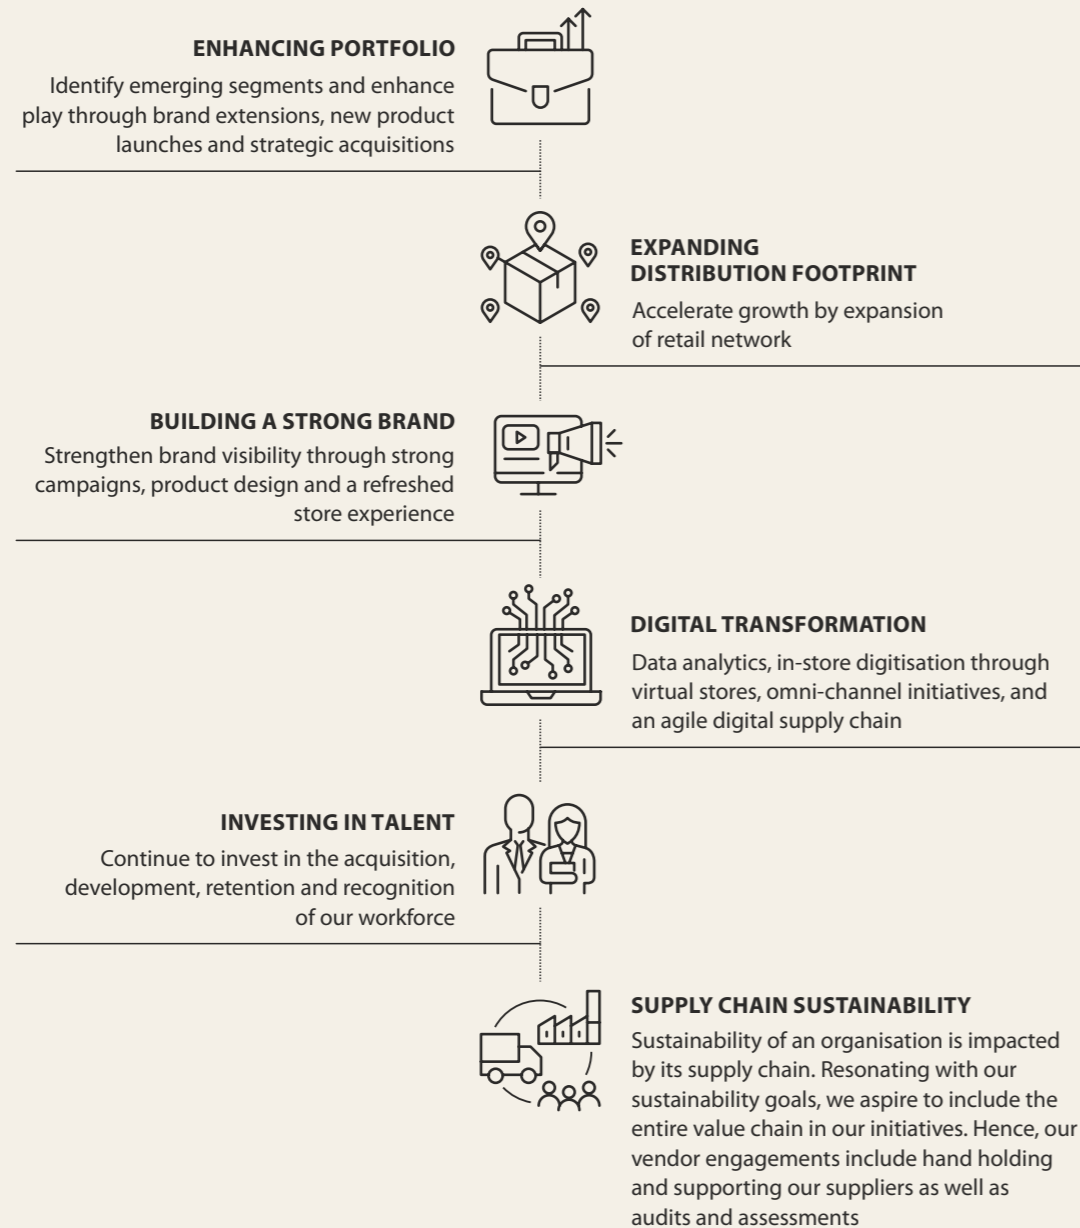 ENHANCING PORTFOLIO
Identify emerging segments and enhance
play through brand extensions, new product
launches and strategic acquisitions
EXPANDING
DISTRIBUTION FOOTPRINT
Accelerate growth by expansion
of retail network
BUILDING A STRONG BRAND
Strengthen brand visibility through strong
campaigns, product design and a refreshed
store experience
DIGITAL TRANSFORMATION
Data analytics, in-store digitisation through
virtual stores, omni-channel initiatives, and
an agile digital supply chain
INVESTING IN TALENT
Continue to invest in the acquisition,
development, retention and recognition
of our workforce
SUPPLY CHAIN SUSTAINABILITY
Sustainability of an organisation is impacted
by its supply chain. Resonating with our
sustainability goals, we aspire to include the
entire value chain in our initiatives. Hence, our
vendor engagements include hand holding
and supporting our suppliers as well as
audits and assessments